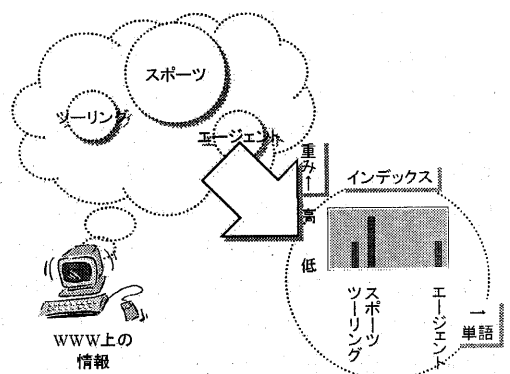 スポーツ
ツーリング
エージェント
重み→
インデックス
高
低
ツーリング
スポーツ
エージェント
→
単語
WWW上の
情報